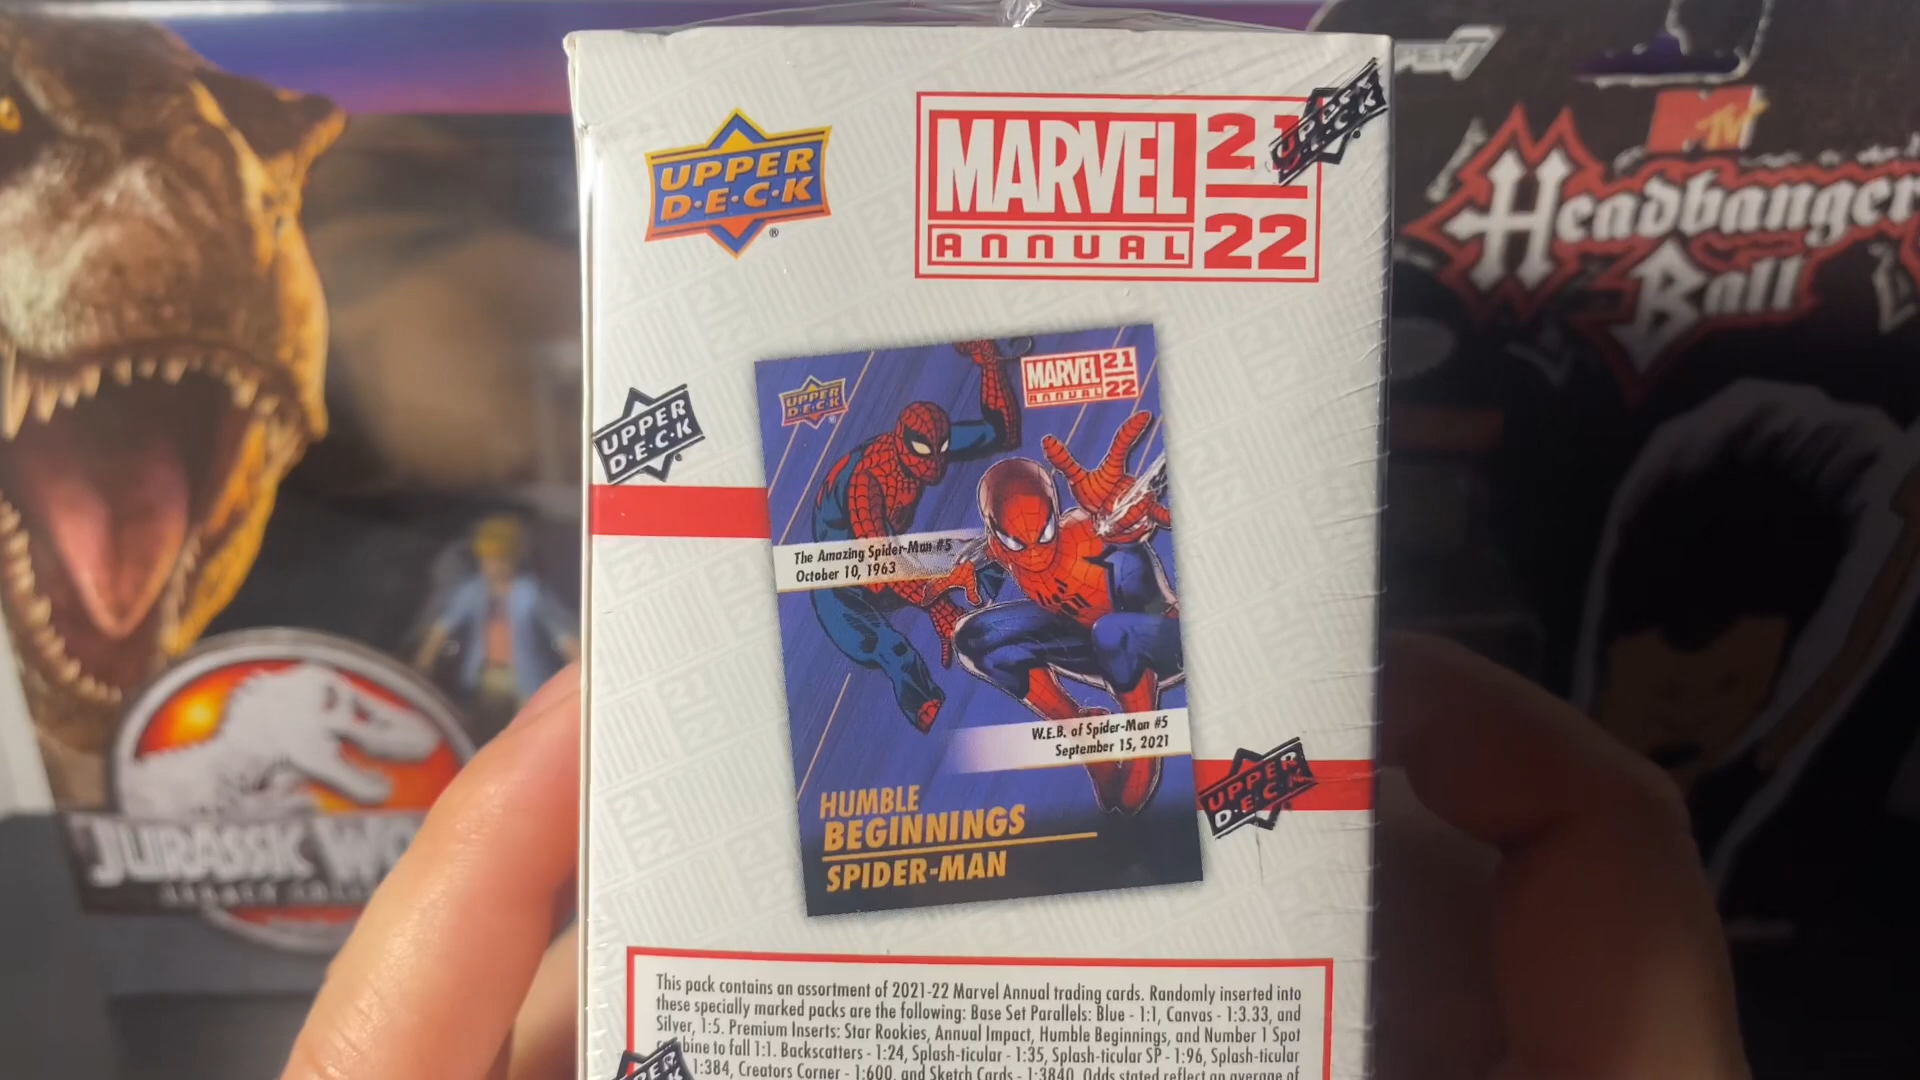 UPPER
D·E·C·K
®
MARVEL
ANNUAL
21
22
UPPER
D·E·C·K
MTV
Headbanger
Ball
UPPER
D·E·C·K
UPPER
D·E·C·K
MARVEL
ANNUAL
21
22
The Amazing Spider-Man #5
October 10, 1963
W.E.B. of Spider-Man #5
September 15, 2021
HUMBLE
BEGINNINGS
SPIDER-MAN
UPPER
D·E·C·K
JURASSIC WO
This pack contains an assortment of 2021-22 Marvel Annual trading cards. Randomly inserted into
these specially marked packs are the following: Base Set Parallels: Blue - 1:1, Canvas - 1:3.33, and
Silver, 1:5. Premium Inserts: Star Rookies, Annual Impact, Humble Beginnings, and Number 1 Spot
bine to fall 1:1. Backscatters - 1:24, Splash-ticular - 1:35, Splash-ticular SP - 1:96, Splash-ticular
1:384, Creators Corner - 1:600, and Sketch Cards - 1:3840. Odds stated reflect an average of